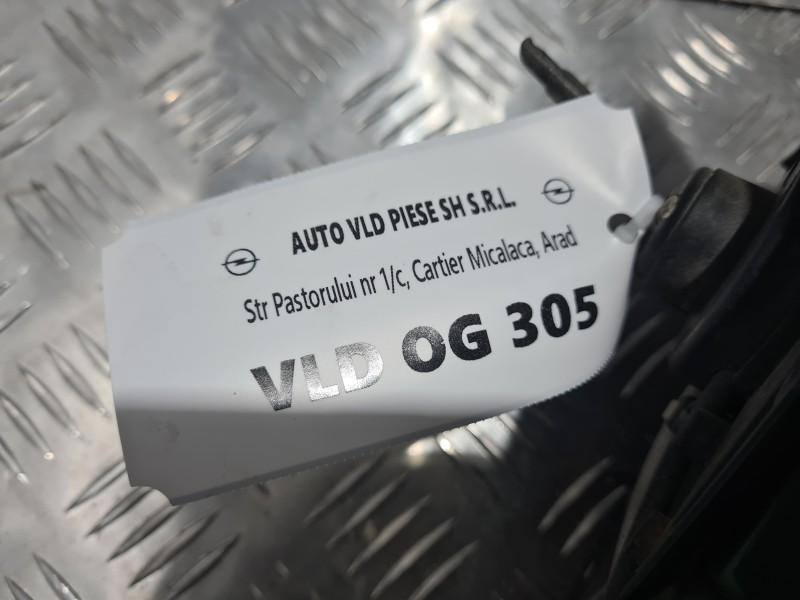 AUTO VLD PIESE SH S.R.L.
Str Pastorului nr 1/c, Cartier Micalaca, Arad
VLD OG 305